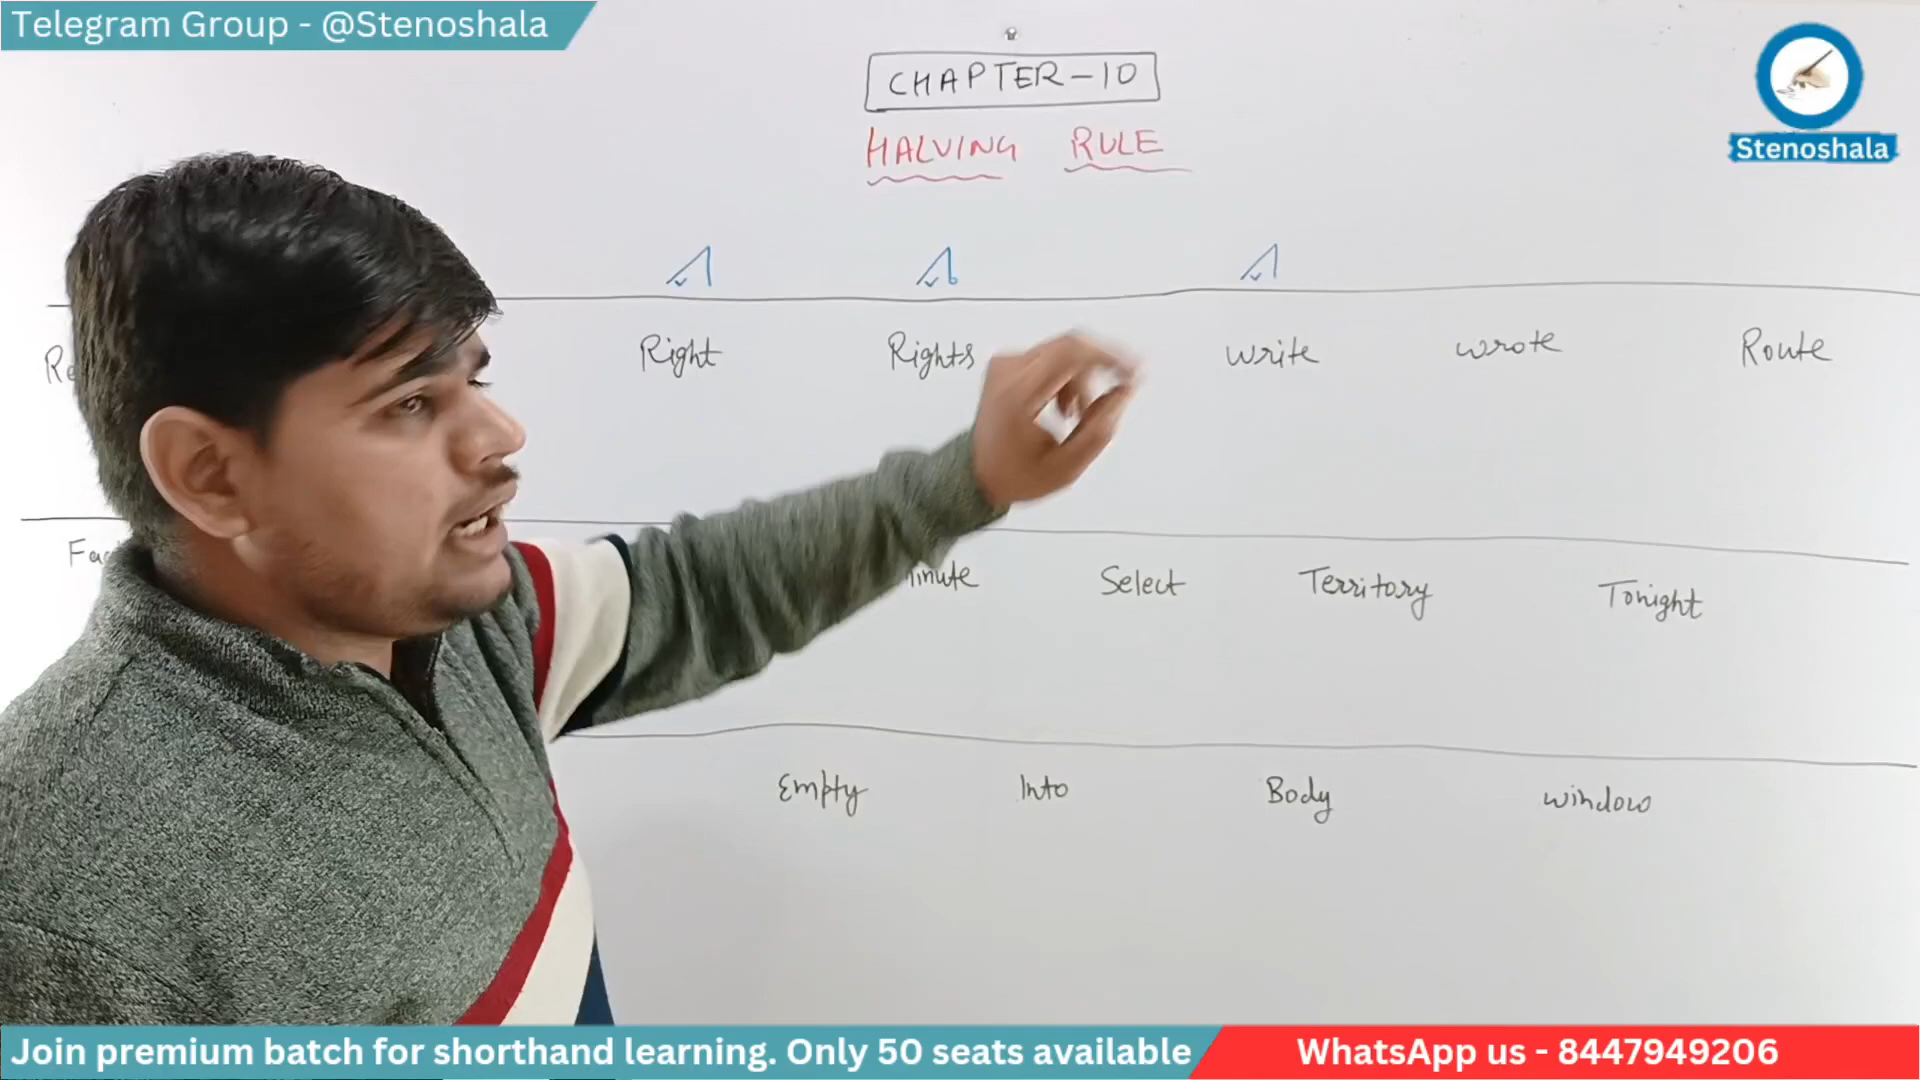 Telegram Group - @Stenoshala
CHAPTER-10
HALVING RULE
Stenoshala
Right Rights write wrote Route
Select Territory Tonight
Empty Into Body window
Join premium batch for shorthand learning. Only 50 seats available
WhatsApp us - 8447949206